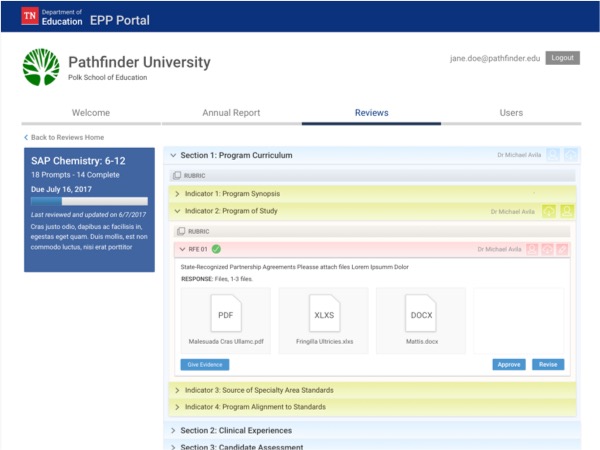 TN
Department of
Education EPP Portal
Pathfinder University
Polk School of Education
jane.doe@pathfinder.edu Logout
Welcome Annual Report Reviews Users
Back to Reviews Home
SAP Chemistry: 6-12
18 Prompts - 14 Complete
Due July 16, 2017
Last reviewed and updated on 6/7/2017
Cras justo odio, dapibus ac facilisis in,
egestas eget quam. Duis mollis, est non
commodo luctus, nisi erat porttitor
Section 1: Program Curriculum Dr Michael Avila
RUBRIC
Indicator 1: Program Synopsis
Indicator 2: Program of Study Dr Michael Avila
RUBRIC
RFE 01 Dr Michael Avila
State-Recognized Partnership Agreements Pleasse attach files Lorem Ipsumm Dolor
RESPONSE: Files, 1-3 files.
PDF XLXS DOCX
Malesuada Cras Ullamc.pdf Fringilla Ultricies.xlxs Mattis.docx
Give Evidence Approve Revise
Indicator 3: Source of Specialty Area Standards
Indicator 4: Program Alignment to Standards
Section 2: Clinical Experiences
Section 3: Candidate Assessment